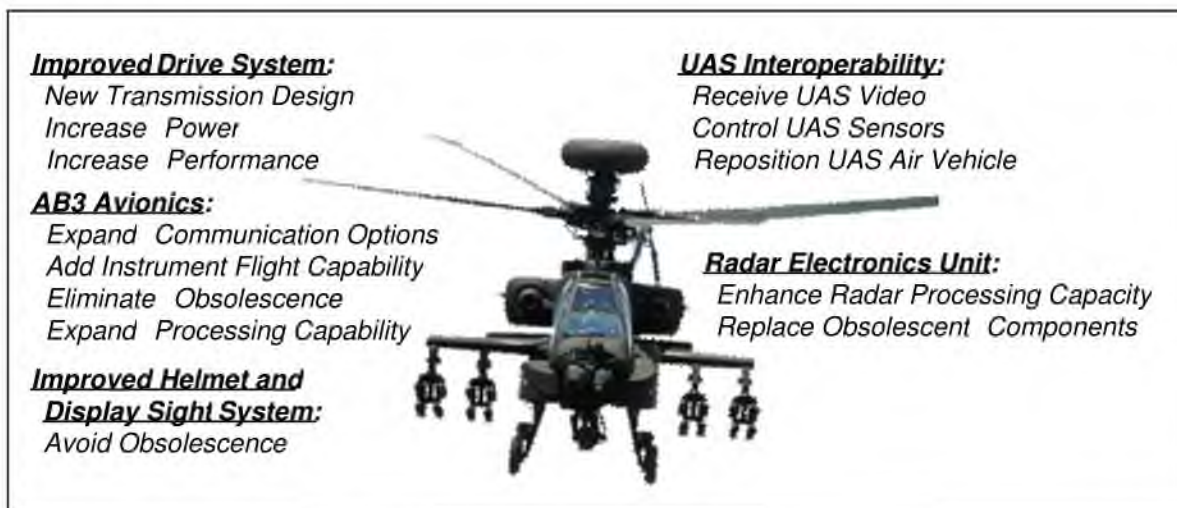 Improved Drive System:
New Transmission Design
Increase Power
Increase Performance
AB3 Avionics:
Expand Communication Options
Add Instrument Flight Capability
Eliminate Obsolescence
Expand Processing Capability
Improved Helmet and
Display Sight System:
Avoid Obsolescence
UAS Interoperability:
Receive UAS Video
Control UAS Sensors
Reposition UAS Air Vehicle
Radar Electronics Unit:
Enhance Radar Processing Capacity
Replace Obsolescent Components